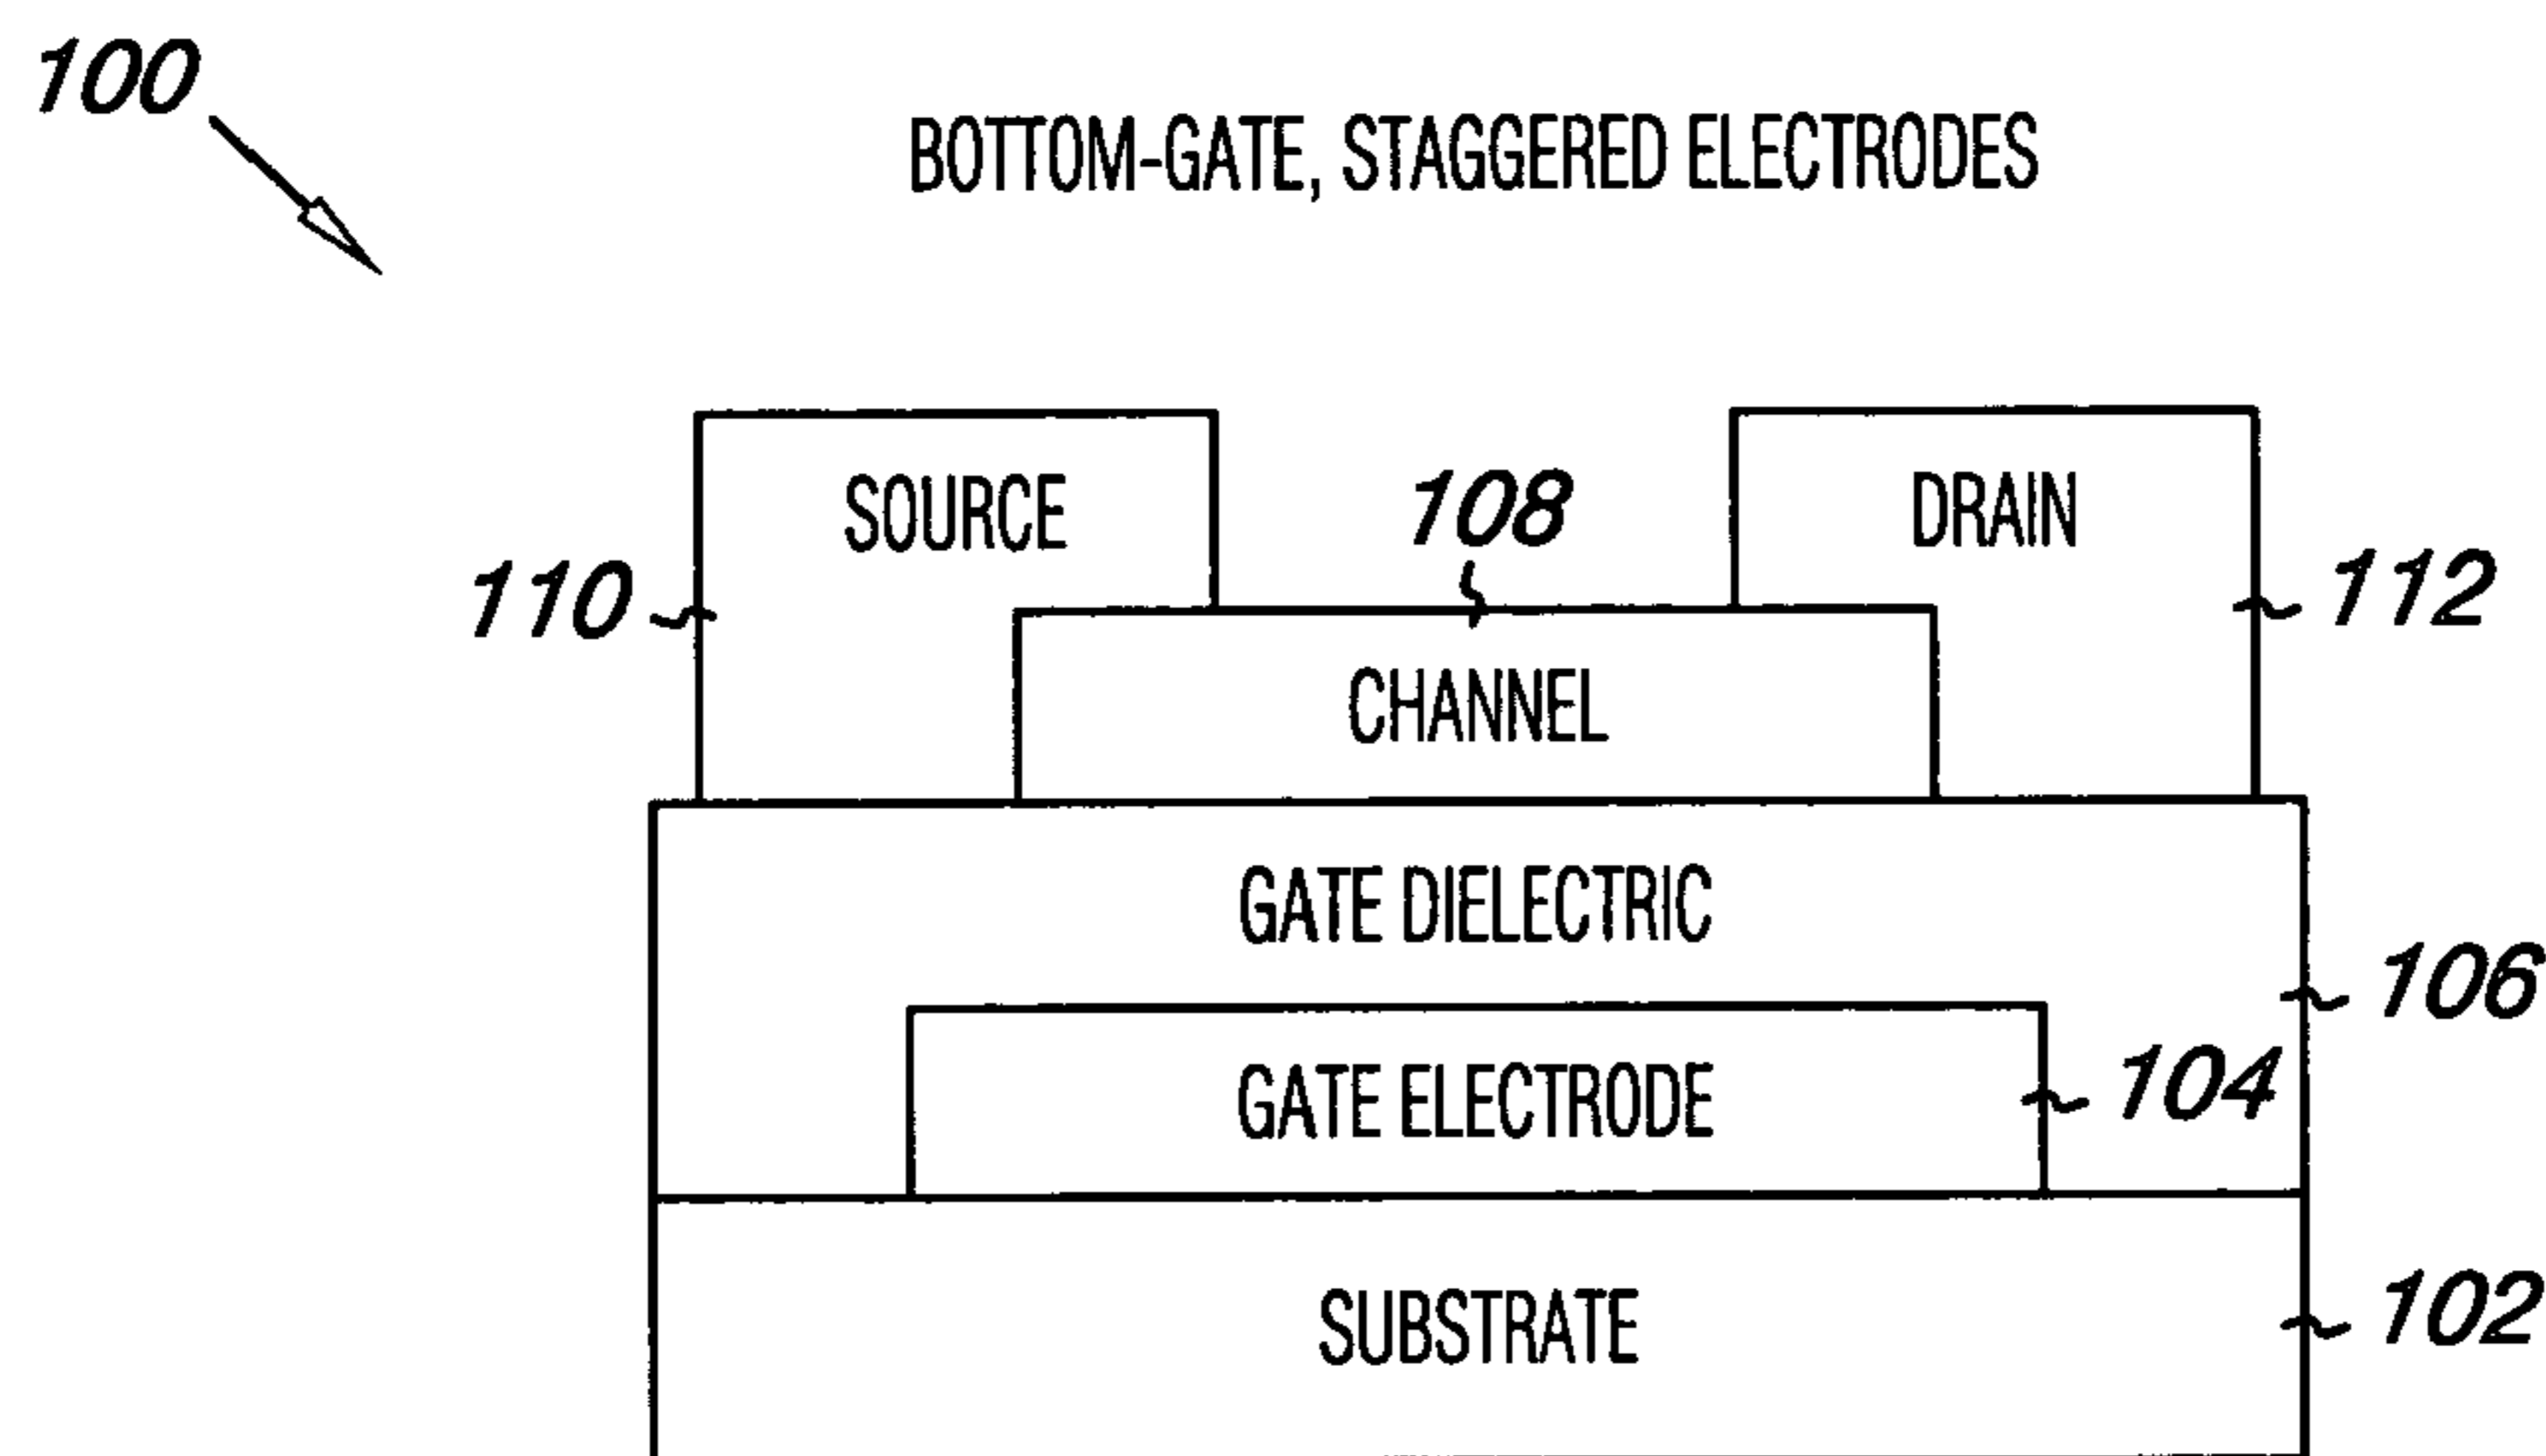 100
BOTTOM-GATE, STAGGERED ELECTRODES
SOURCE
108
DRAIN
110
112
CHANNEL
GATE DIELECTRIC
106
GATE ELECTRODE
104
SUBSTRATE
102